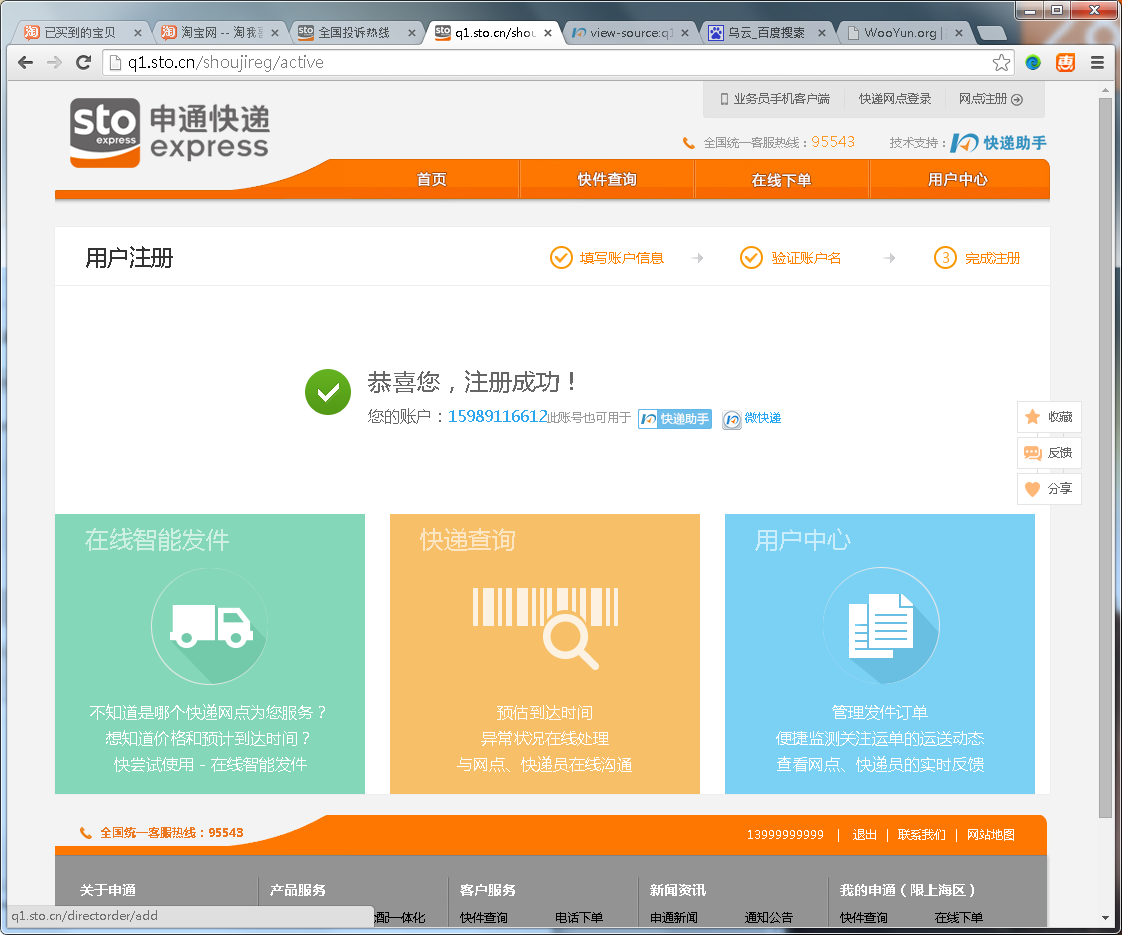 已买到的宝贝
淘宝网 -- 淘我
全国投诉热线
q1.sto.cn/shou
view-source:q1
乌云_百度搜索
WooYun.org |
q1.sto.cn/shoujireg/active
业务员手机客户端 快递网点登录 网点注册
sto express 申通快递 express
全国统一客服热线：95543 技术支持： 快递助手
首页 快件查询 在线下单 用户中心
用户注册 填写账户信息 验证账户名 3 完成注册
恭喜您，注册成功！
您的账户：15989116612此账号也可用于 快递助手 微快递
收藏
反馈
分享
在线智能发件
不知道是哪个快递网点为您服务？
想知道价格和预计到达时间？
快尝试使用 - 在线智能发件
快递查询
预估到达时间
异常状况在线处理
与网点、快递员在线沟通
用户中心
管理发件订单
便捷监测关注运单的运送动态
查看网点、快递员的实时反馈
全国统一客服热线：95543 13999999999 | 退出 | 联系我们 | 网站地图
关于申通 产品服务 客户服务 新闻资讯 我的申通（限上海区）
配一体化 快件查询 电话下单 申通新闻 通知公告 快件查询 在线下单
q1.sto.cn/directorder/add